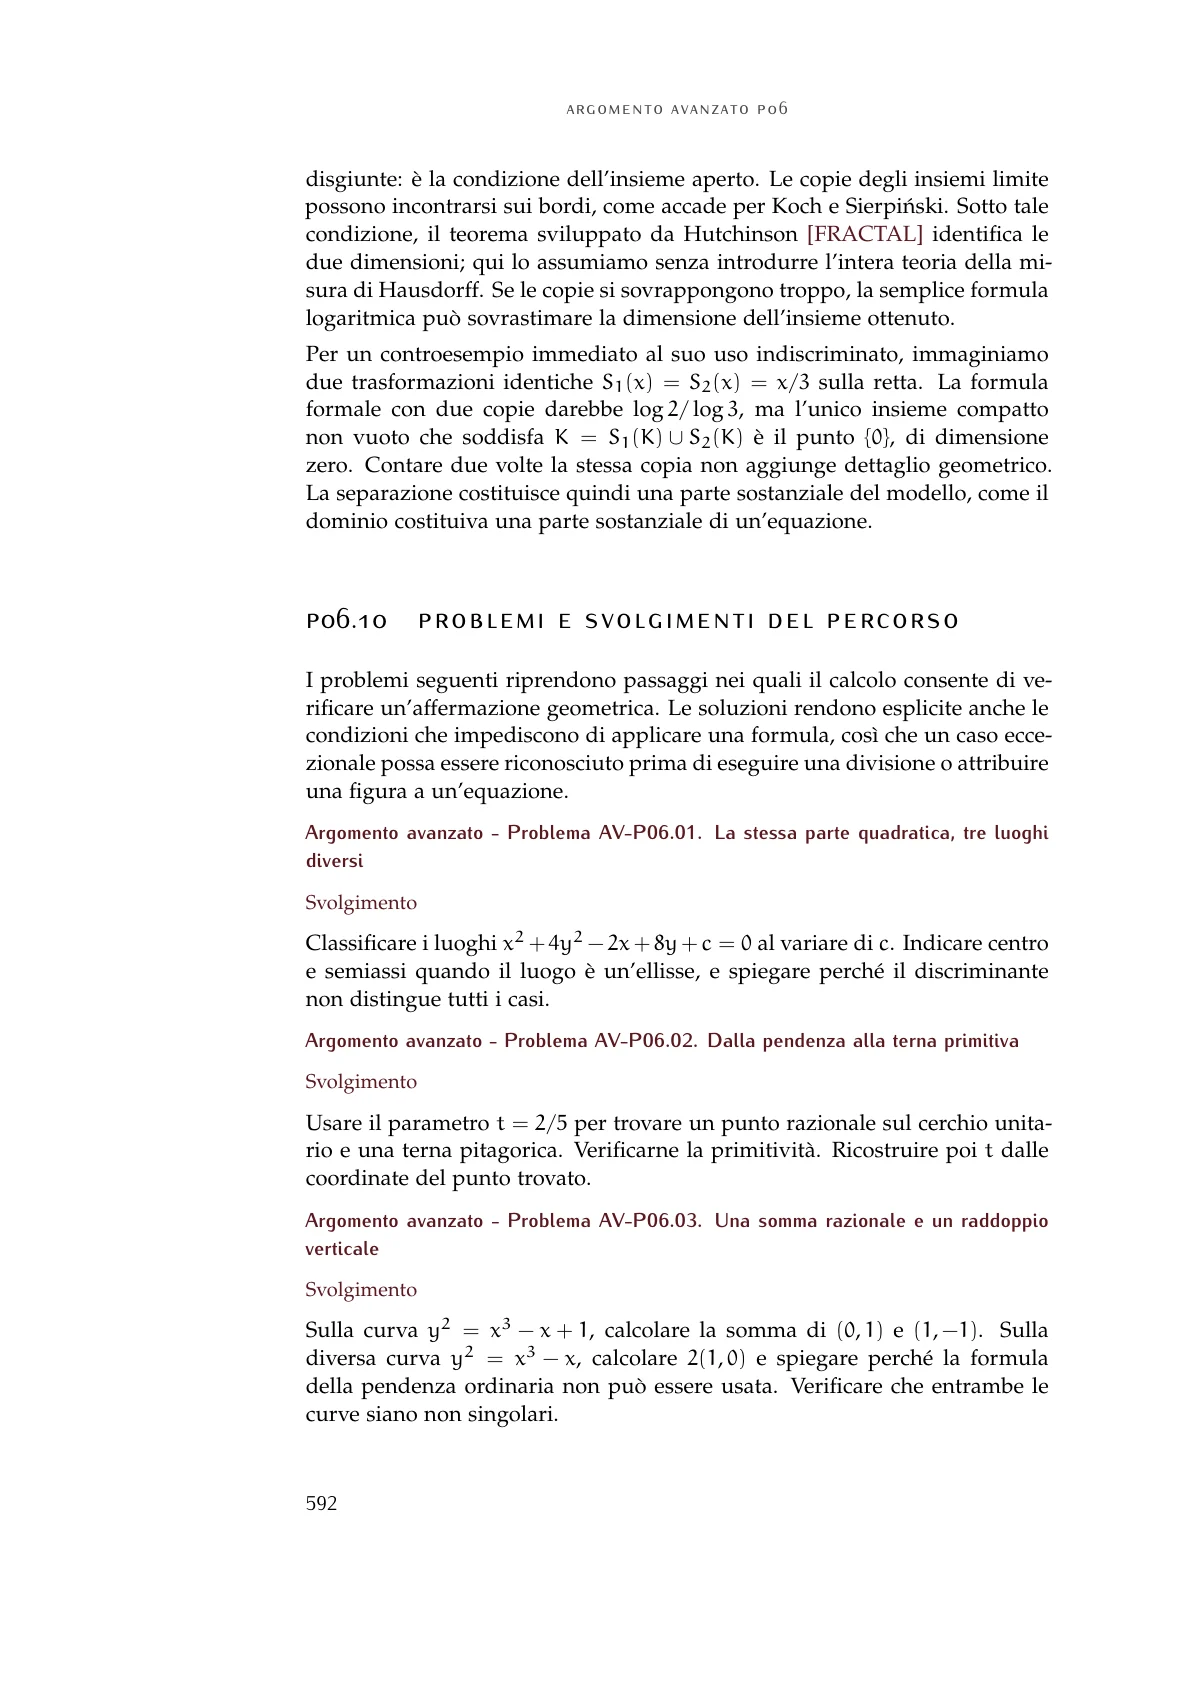 ARGOMENTO AVANZATO P06
disgiunte: è la condizione dell'insieme aperto. Le copie degli insiemi limite
possono incontrarsi sui bordi, come accade per Koch e Sierpiński. Sotto tale
condizione, il teorema sviluppato da Hutchinson [FRACTAL] identifica le
due dimensioni; qui lo assumiamo senza introdurre l'intera teoria della mi-
sura di Hausdorff. Se le copie si sovrappongono troppo, la semplice formula
logaritmica può sovrastimare la dimensione dell'insieme ottenuto.
Per un controesempio immediato al suo uso indiscriminato, immaginiamo
due trasformazioni identiche S₁(x) = S₂(x) = x/3 sulla retta. La formula
formale con due copie darebbe log 2/ log 3, ma l'unico insieme compatto
non vuoto che soddisfa K = S₁(K) ∪ S₂(K) è il punto {0}, di dimensione
zero. Contare due volte la stessa copia non aggiunge dettaglio geometrico.
La separazione costituisce quindi una parte sostanziale del modello, come il
dominio costituiva una parte sostanziale di un'equazione.
P06.10 PROBLEMI E SVOLGIMENTI DEL PERCORSO
I problemi seguenti riprendono passaggi nei quali il calcolo consente di ve-
rificare un'affermazione geometrica. Le soluzioni rendono esplicite anche le
condizioni che impediscono di applicare una formula, così che un caso ecce-
zionale possa essere riconosciuto prima di eseguire una divisione o attribuire
una figura a un'equazione.
Argomento avanzato - Problema AV-P06.01. La stessa parte quadratica, tre luoghi
diversi
Svolgimento
Classificare i luoghi x² + 4y² − 2x + 8y + c = 0 al variare di c. Indicare centro
e semiassi quando il luogo è un'ellisse, e spiegare perché il discriminante
non distingue tutti i casi.
Argomento avanzato - Problema AV-P06.02. Dalla pendenza alla terna primitiva
Svolgimento
Usare il parametro t = 2/5 per trovare un punto razionale sul cerchio unita-
rio e una terna pitagorica. Verificarne la primitività. Ricostruire poi t dalle
coordinate del punto trovato.
Argomento avanzato - Problema AV-P06.03. Una somma razionale e un raddoppio
verticale
Svolgimento
Sulla curva y² = x³ − x + 1, calcolare la somma di (0, 1) e (1, −1). Sulla
diversa curva y² = x³ − x, calcolare 2(1, 0) e spiegare perché la formula
della pendenza ordinaria non può essere usata. Verificare che entrambe le
curve siano non singolari.
592